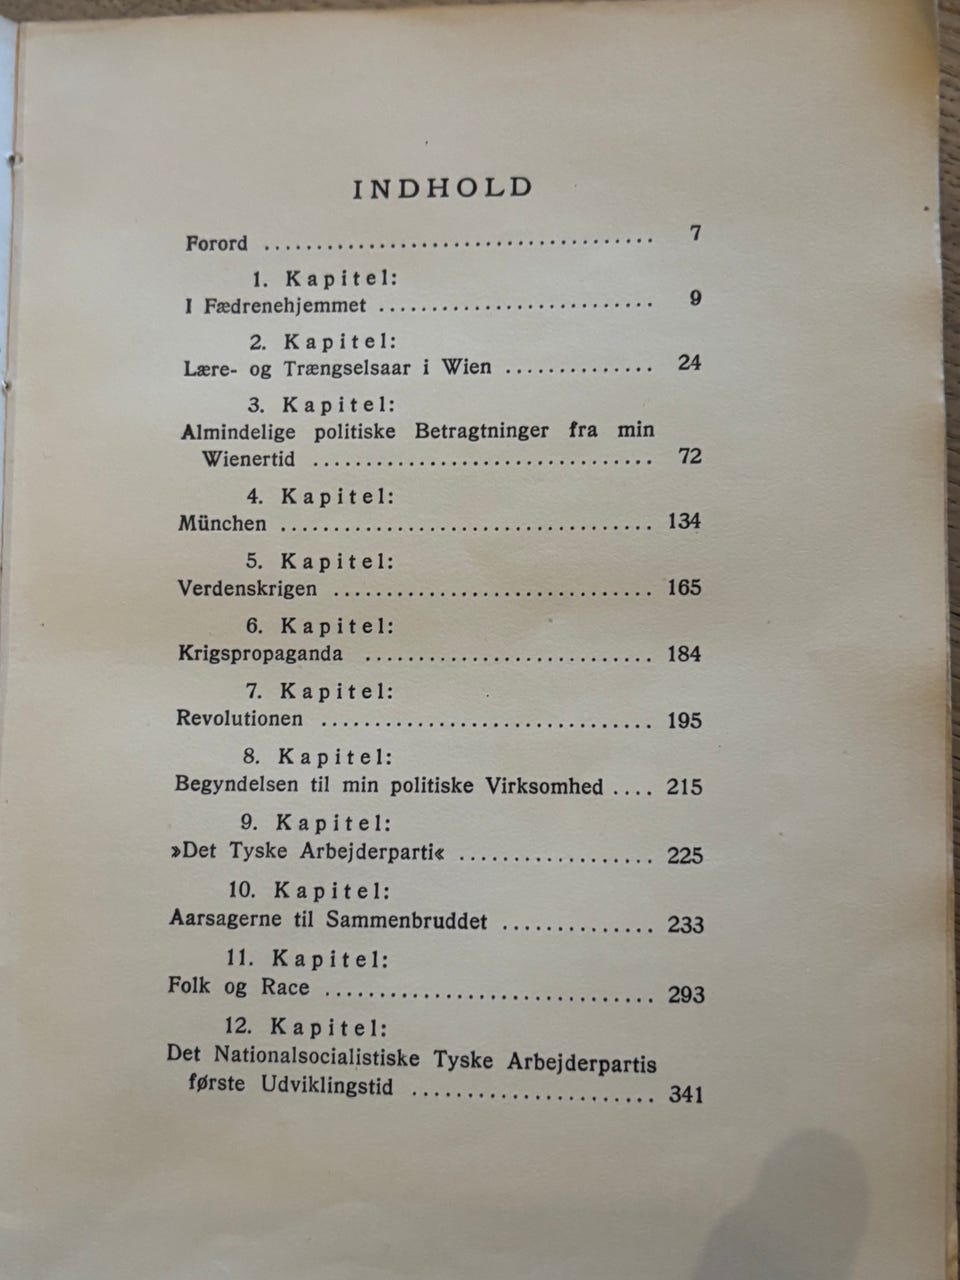 INDHOLD
Forord ..................................... 7
1. Kapitel:
I Fædrenehjemmet .......................... 9
2. Kapitel:
Lære- og Trængselsaar i Wien .............. 24
3. Kapitel:
Almindelige politiske Betragtninger fra min
Wienertid ................................. 72
4. Kapitel:
München .................................... 134
5. Kapitel:
Verdenskrigen ............................... 165
6. Kapitel:
Krigspropaganda ............................ 184
7. Kapitel:
Revolutionen ................................ 195
8. Kapitel:
Begyndelsen til min politiske Virksomhed .... 215
9. Kapitel:
»Det Tyske Arbejderparti« ................... 225
10. Kapitel:
Aarsagerne til Sammenbruddet ............... 233
11. Kapitel:
Folk og Race ................................ 293
12. Kapitel:
Det Nationalsocialistiske Tyske Arbejderpartis
første Udviklingstid ........................ 341